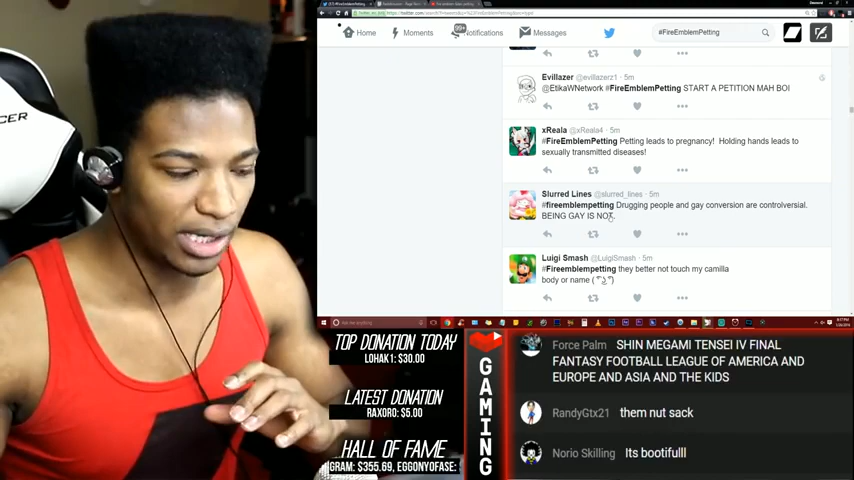 Home
Moments
99+
Notifications
Messages
#FireEmblemPetting
Evillazer @evillazerz1 · 5m
@EtikaWNetwork #FireEmblemPetting START A PETITION MAH BOI
xReala @xReala4 · 5m
#FireEmblemPetting Petting leads to pregnancy! Holding hands leads to
sexually transmitted diseases!
Slurred Lines @slurred_lines · 5m
#fireemblempetting Drugging people and gay conversion are controlversial.
BEING GAY IS NOT.
Luigi Smash @LuigiSmash · 5m
#Fireemblempetting they better not touch my camilla
body or name ( ͡° ͜ʖ ͡°)
TOP DONATION TODAY
LOHAK1: $30.00
LATEST DONATION
RAXORO: $5.00
HALL OF FAME
GRAM: $355.69, EGGONYOFASE:
GAMING
Force Palm SHIN MEGAMI TENSEI IV FINAL
FANTASY FOOTBALL LEAGUE OF AMERICA AND
EUROPE AND ASIA AND THE KIDS
RandyGtx21 them nut sack
Norio Skilling Its bootifulll